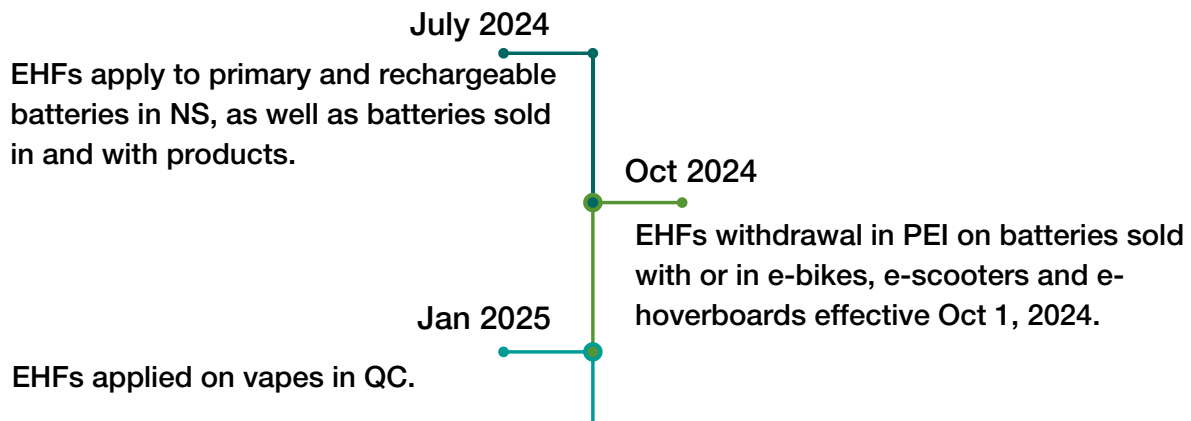 July 2024
EHFs apply to primary and rechargeable
batteries in NS, as well as batteries sold
in and with products.
Oct 2024
EHFs withdrawal in PEI on batteries sold
with or in e-bikes, e-scooters and e-
hoverboards effective Oct 1, 2024.
Jan 2025
EHFs applied on vapes in QC.